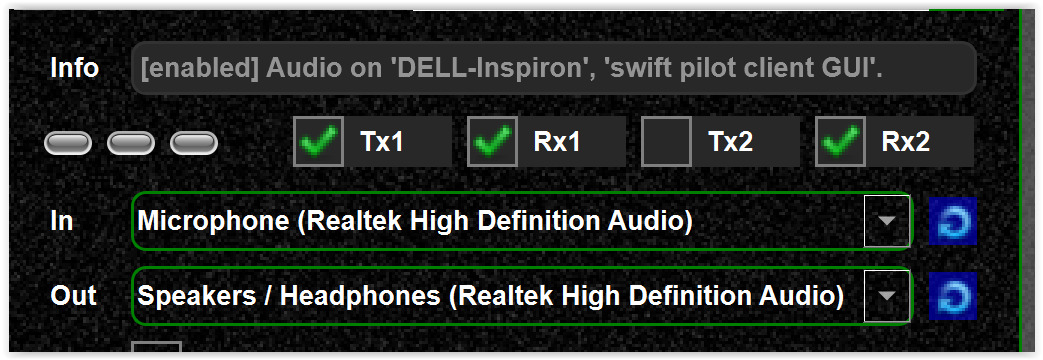 Info [enabled] Audio on 'DELL-Inspiron', 'swift pilot client GUI'.
Tx1 Rx1 Tx2 Rx2
In Microphone (Realtek High Definition Audio)
Out Speakers / Headphones (Realtek High Definition Audio)